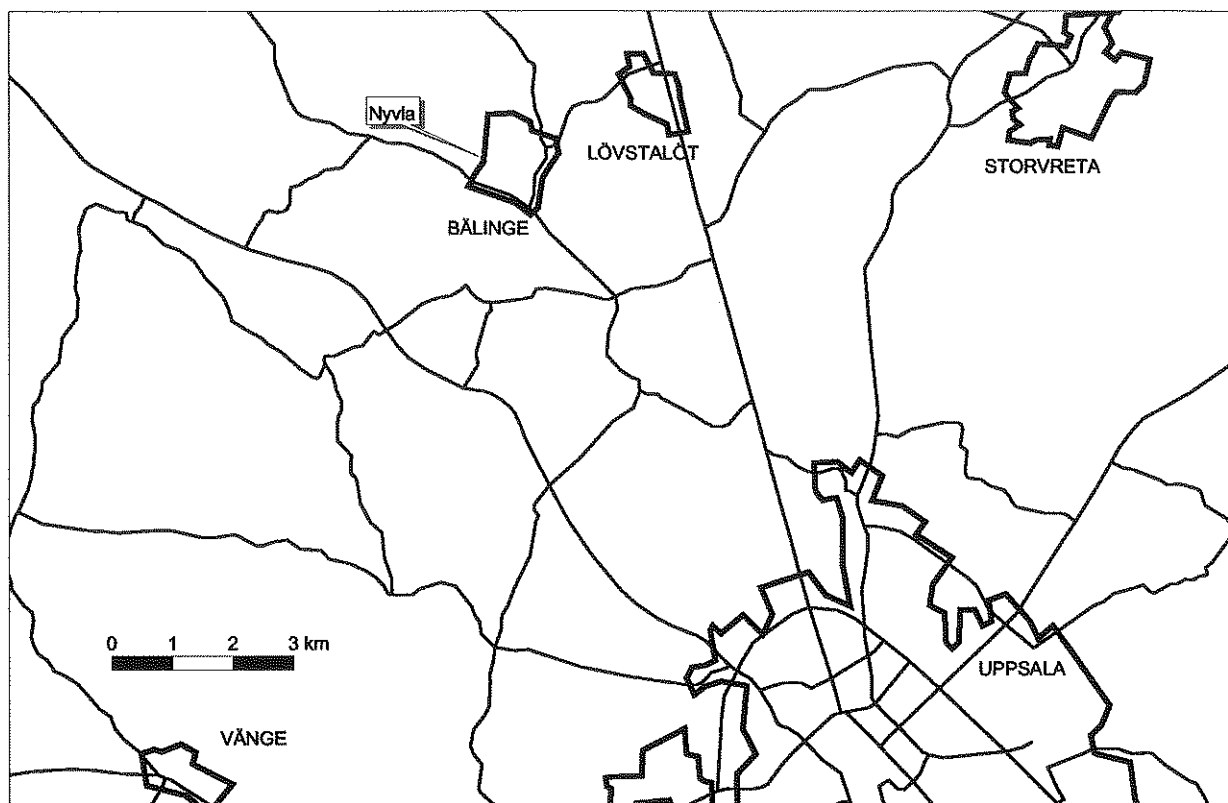 Nyvla
LÖVSTALÖT
STORVRETA
BÄLINGE
0 1 2 3 km
UPPSALA
VÄNGE